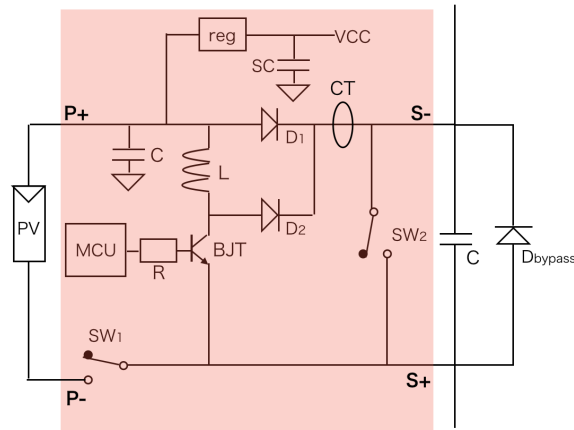 reg
VCC
SC
CT
P+
S-
D1
C
L
PV
D2
SW2
MCU
BJT
R
C
Dbypass
SW1
S+
P-